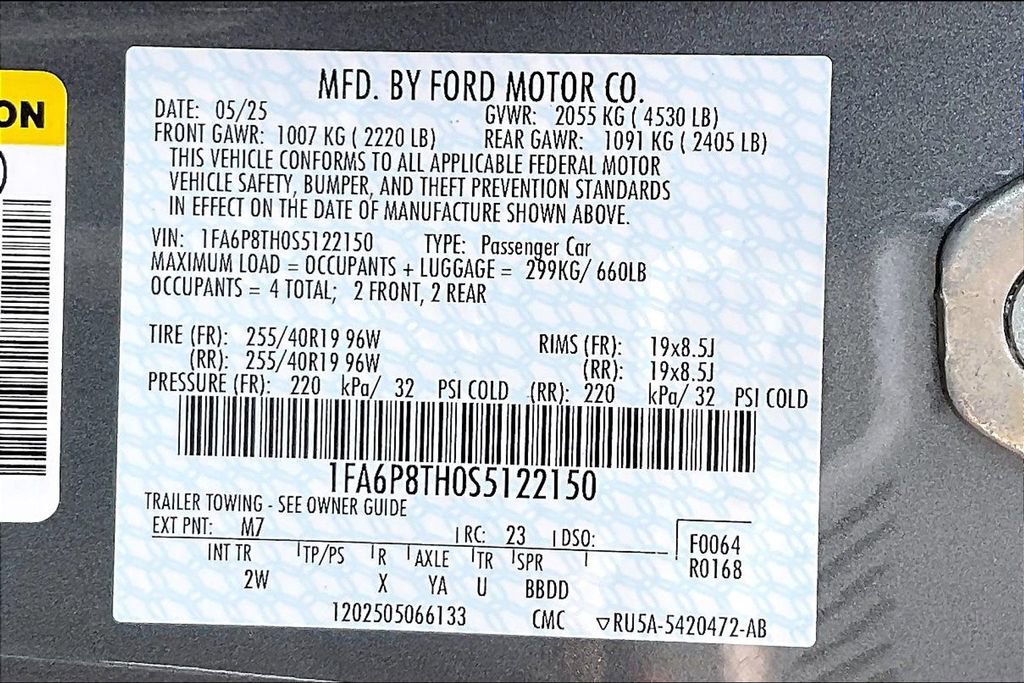 ON
MFD. BY FORD MOTOR CO.
DATE: 05/25 GVWR: 2055 KG ( 4530 LB)
FRONT GAWR: 1007 KG ( 2220 LB) REAR GAWR: 1091 KG ( 2405 LB)
THIS VEHICLE CONFORMS TO ALL APPLICABLE FEDERAL MOTOR
VEHICLE SAFETY, BUMPER, AND THEFT PREVENTION STANDARDS
IN EFFECT ON THE DATE OF MANUFACTURE SHOWN ABOVE.
VIN: 1FA6P8TH0S5122150 TYPE: Passenger Car
MAXIMUM LOAD = OCCUPANTS + LUGGAGE = 299KG/ 660LB
OCCUPANTS = 4 TOTAL; 2 FRONT, 2 REAR
TIRE (FR): 255/40R19 96W RIMS (FR): 19x8.5J
(RR): 255/40R19 96W (RR): 19x8.5J
PRESSURE (FR): 220 kPa/ 32 PSI COLD (RR): 220 kPa/ 32 PSI COLD
1FA6P8TH0S5122150
TRAILER TOWING - SEE OWNER GUIDE
EXT PNT: M7 RC: 23 DSO: F0064
R0168
INT TR TP/PS R AXLE TR SPR
2W X YA U BBDD
1202505066133 CMC ▽RU5A-5420472-AB